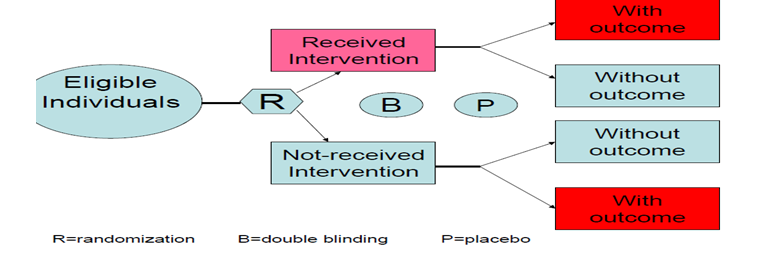 With
outcome
Received
Intervention
Eligible
Individuals
Without
outcome
R
B
P
Without
outcome
Not-received
Intervention
With
outcome
R=randomization B=double blinding P=placebo